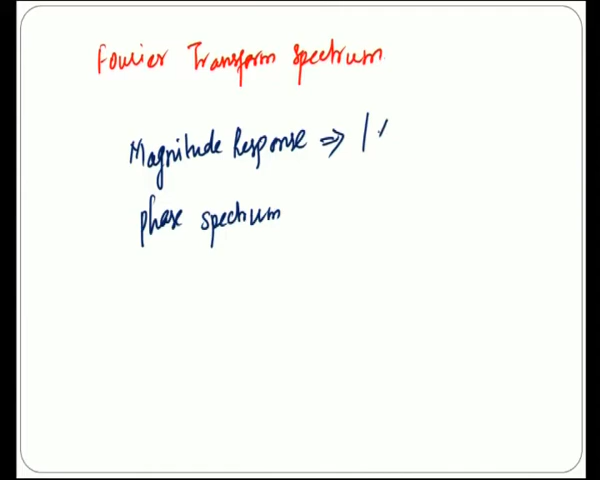 Fourier Transform Spectrum
Magnitude Response ⇒ |
Phase spectrum